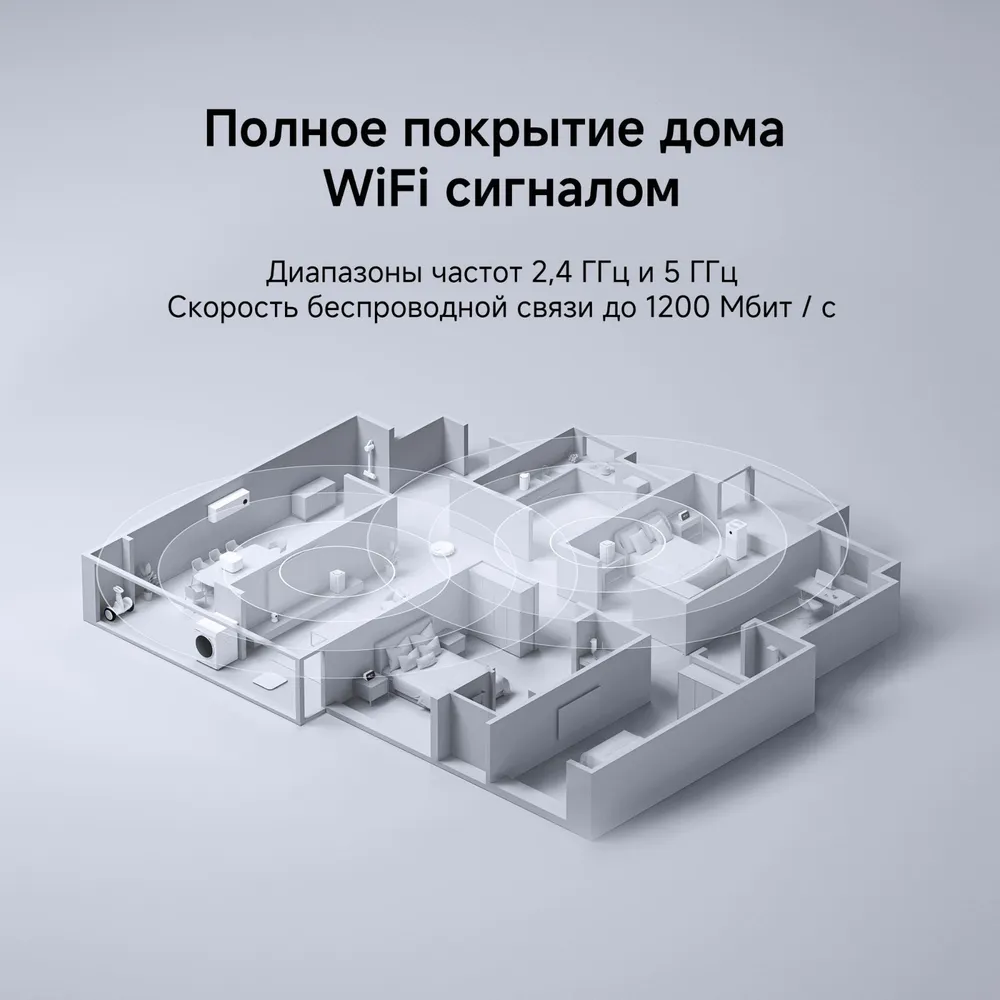 Полное покрытие дома
WiFi сигналом
Диапазоны частот 2,4 ГГц и 5 ГГц
Скорость беспроводной связи до 1200 Мбит / с